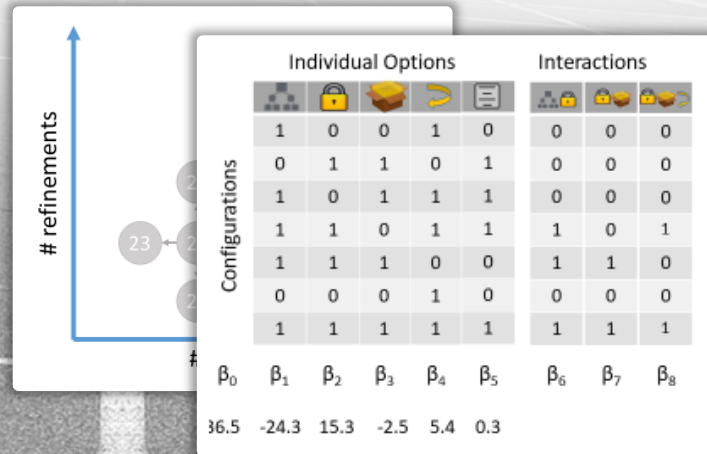 # refinements
23
Individual Options Interactions
Configurations
1 0 0 1 0 0 0 0
0 1 1 0 1 0 0 0
1 0 1 1 1 0 0 0
1 1 0 1 1 1 0 1
1 1 1 0 0 1 1 0
0 0 0 1 0 0 0 0
1 1 1 1 1 1 1 1
β₀ β₁ β₂ β₃ β₄ β₅ β₆ β₇ β₈
36.5 -24.3 15.3 -2.5 5.4 0.3
#